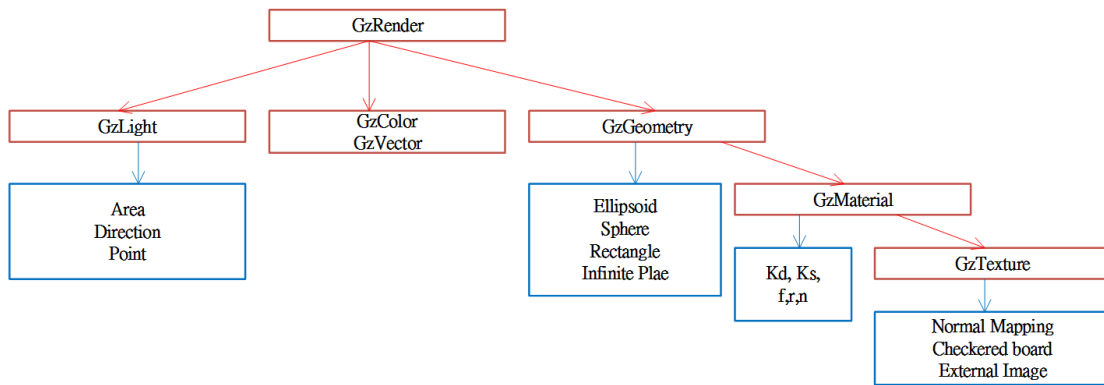 GzRender
GzLight
GzColor
GzVector
GzGeometry
Area
Direction
Point
Ellipsoid
Sphere
Rectangle
Infinite Plae
GzMaterial
Kd, Ks,
f,r,n
GzTexture
Normal Mapping
Checkered board
External Image